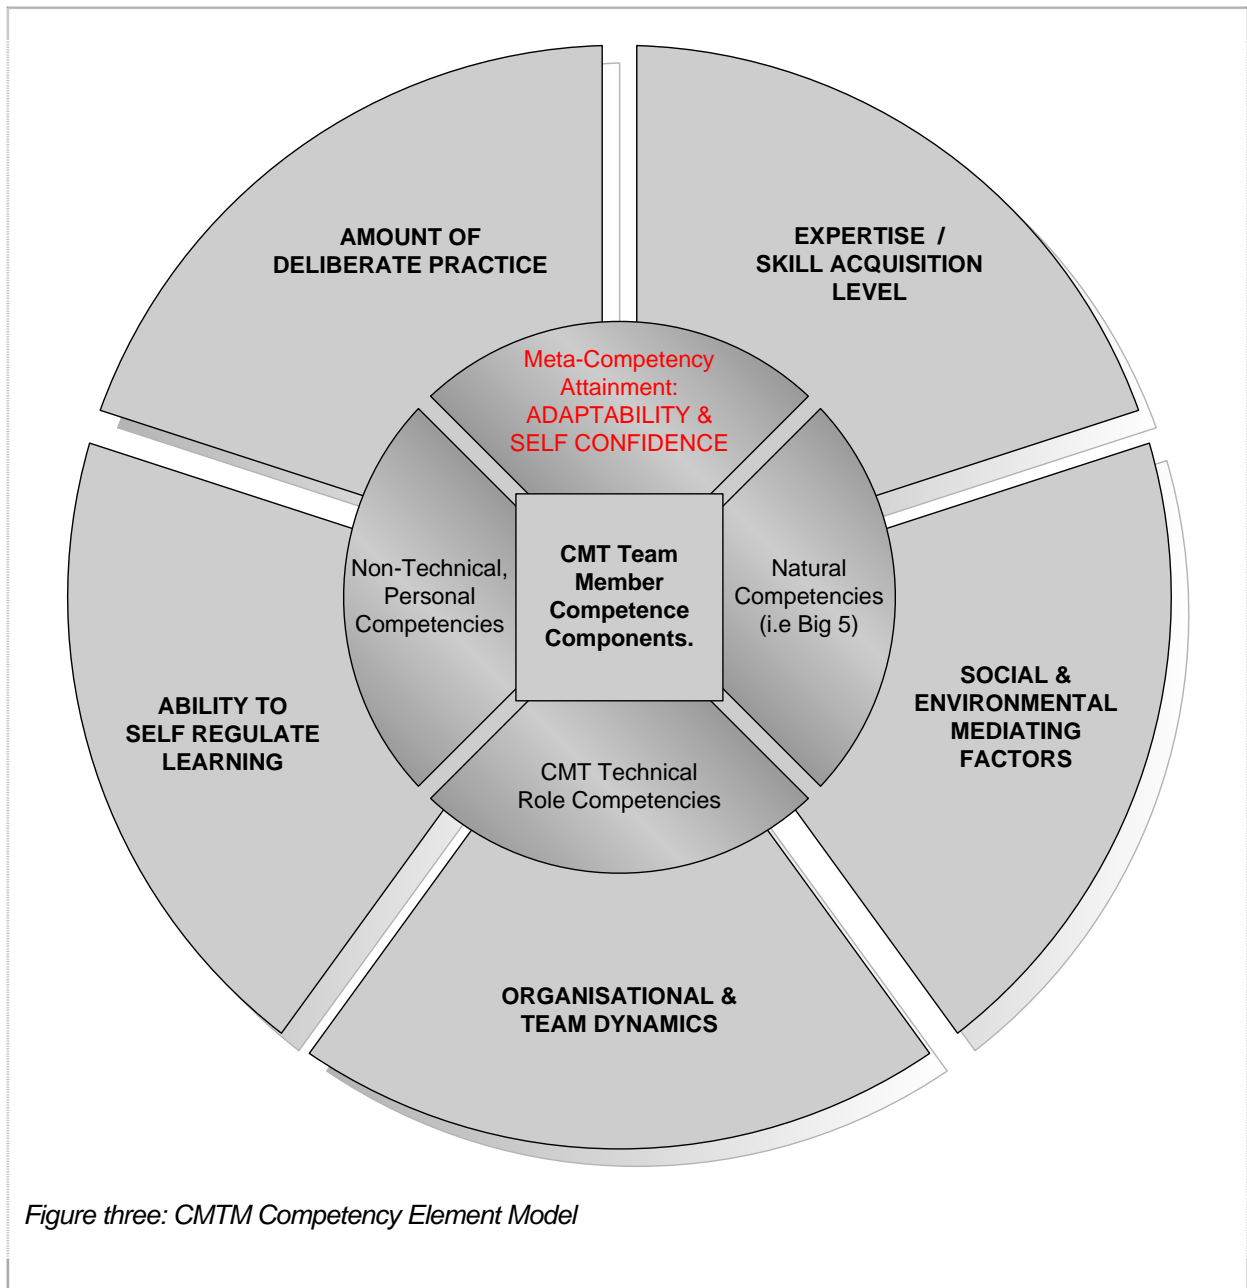 AMOUNT OF
DELIBERATE PRACTICE
EXPERTISE /
SKILL ACQUISITION
LEVEL
Meta-Competency
Attainment:
ADAPTABILITY &
SELF CONFIDENCE
Non-Technical,
Personal
Competencies
CMT Team
Member
Competence
Components.
Natural
Competencies
(i.e Big 5)
ABILITY TO
SELF REGULATE
LEARNING
SOCIAL &
ENVIRONMENTAL
MEDIATING
FACTORS
CMT Technical
Role Competencies
ORGANISATIONAL &
TEAM DYNAMICS
Figure three: CMTM Competency Element Model